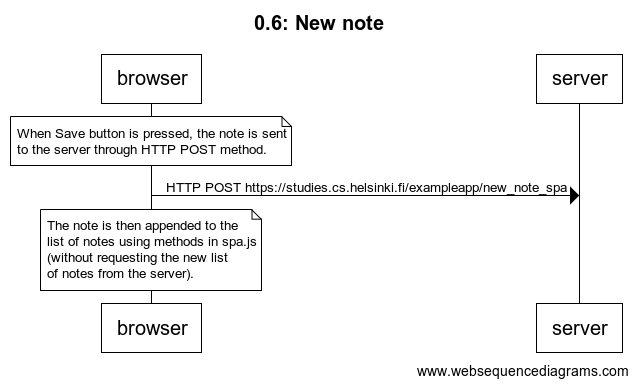 0.6: New note
browser
server
When Save button is pressed, the note is sent
to the server through HTTP POST method.
HTTP POST https://studies.cs.helsinki.fi/exampleapp/new_note_spa
The note is then appended to the
list of notes using methods in spa.js
(without requesting the new list
of notes from the server).
browser
server
www.websequencediagrams.com